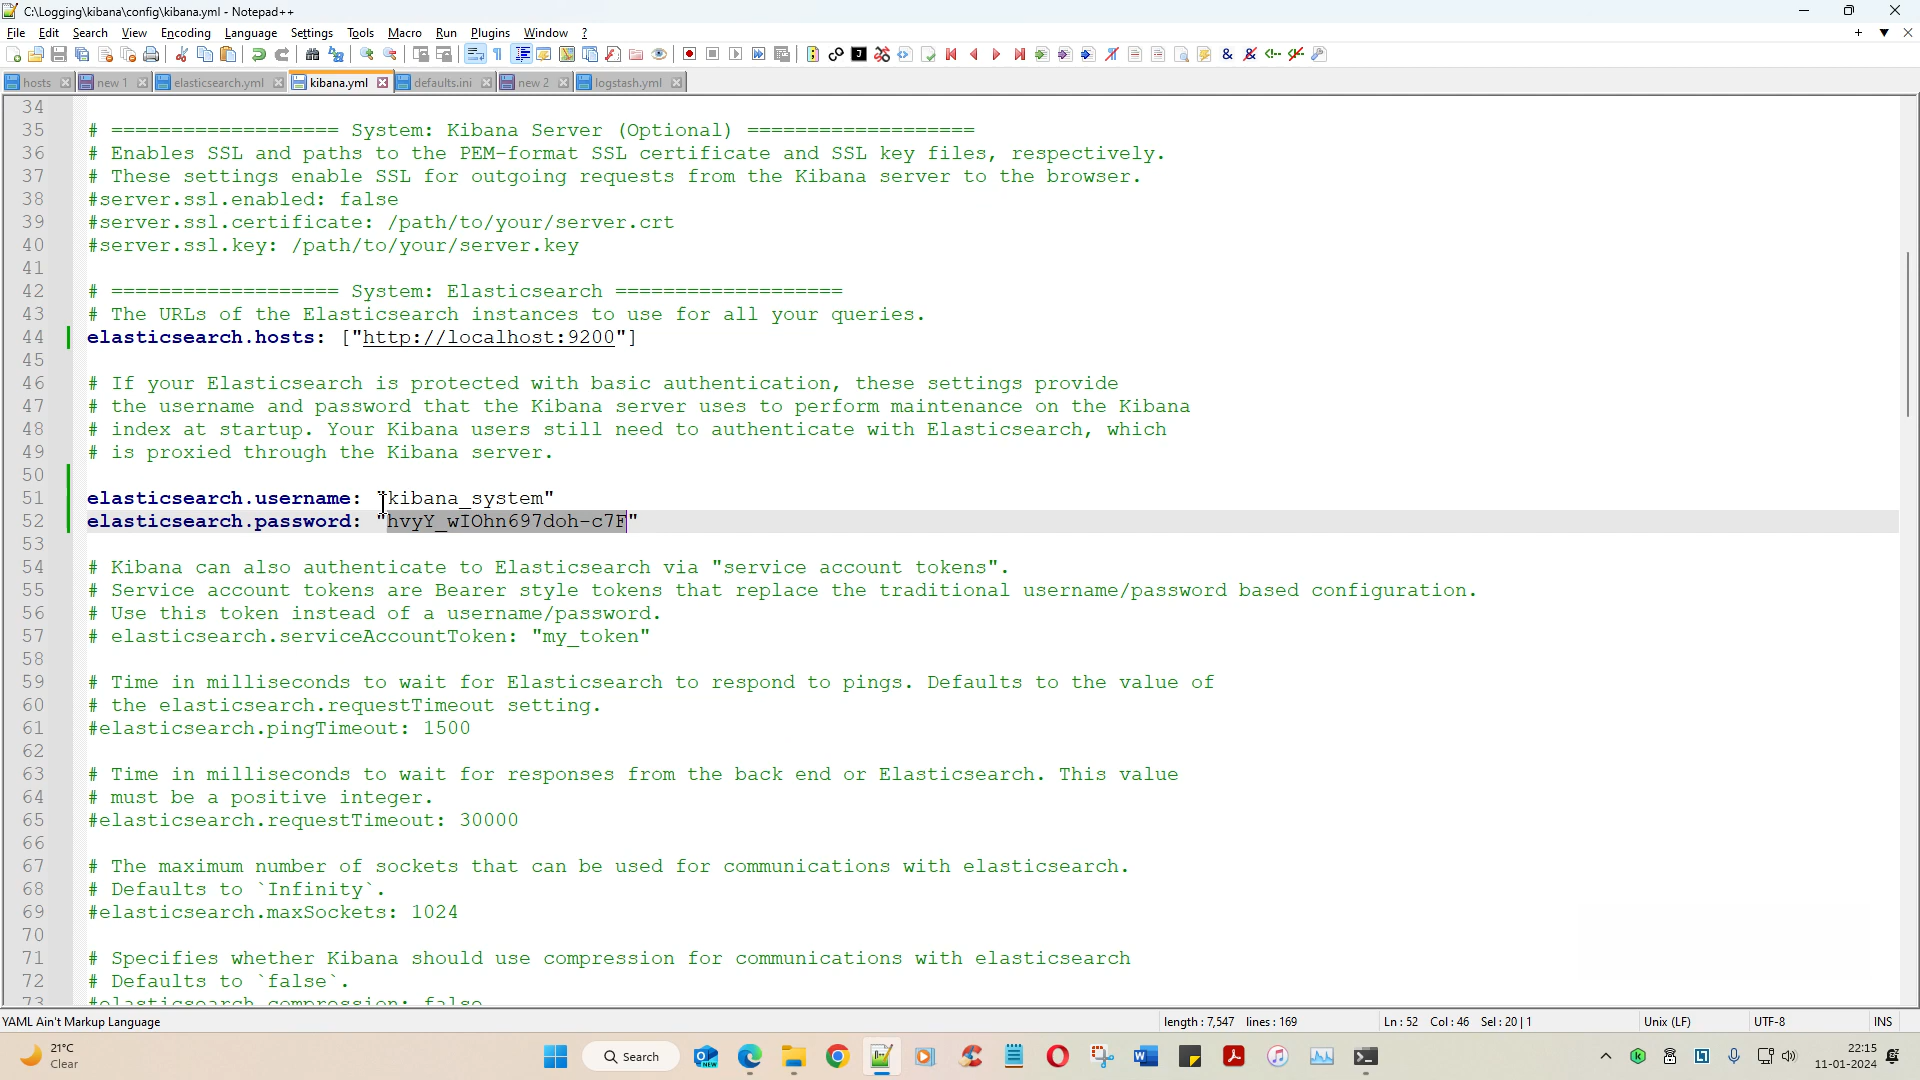 C:\Logging\kibana\config\kibana.yml - Notepad++
File Edit Search View Encoding Language Settings Tools Macro Run Plugins Window ?
hosts new 1 elasticsearch.yml kibana.yml defaults.ini new 2 logstash.yml
34
35 # =================== System: Kibana Server (Optional) ===================
36 # Enables SSL and paths to the PEM-format SSL certificate and SSL key files, respectively.
37 # These settings enable SSL for outgoing requests from the Kibana server to the browser.
38 #server.ssl.enabled: false
39 #server.ssl.certificate: /path/to/your/server.crt
40 #server.ssl.key: /path/to/your/server.key
41
42 # =================== System: Elasticsearch ===================
43 # The URLs of the Elasticsearch instances to use for all your queries.
44 elasticsearch.hosts: ["http://localhost:9200"]
45
46 # If your Elasticsearch is protected with basic authentication, these settings provide
47 # the username and password that the Kibana server uses to perform maintenance on the Kibana
48 # index at startup. Your Kibana users still need to authenticate with Elasticsearch, which
49 # is proxied through the Kibana server.
50
51 elasticsearch.username: "kibana_system"
52 elasticsearch.password: "hvyY_wIOhn697doh-c7F"
53
54 # Kibana can also authenticate to Elasticsearch via "service account tokens".
55 # Service account tokens are Bearer style tokens that replace the traditional username/password based configuration.
56 # Use this token instead of a username/password.
57 # elasticsearch.serviceAccountToken: "my_token"
58
59 # Time in milliseconds to wait for Elasticsearch to respond to pings. Defaults to the value of
60 # the elasticsearch.requestTimeout setting.
61 #elasticsearch.pingTimeout: 1500
62
63 # Time in milliseconds to wait for responses from the back end or Elasticsearch. This value
64 # must be a positive integer.
65 #elasticsearch.requestTimeout: 30000
66
67 # The maximum number of sockets that can be used for communications with elasticsearch.
68 # Defaults to `Infinity`.
69 #elasticsearch.maxSockets: 1024
70
71 # Specifies whether Kibana should use compression for communications with elasticsearch
72 # Defaults to `false`.
73 #elasticsearch.compression: false
YAML Ain't Markup Language length : 7,547 lines : 169 Ln : 52 Col : 46 Sel : 20 | 1 Unix (LF) UTF-8 INS
21°C
Clear
Search
22:15
11-01-2024